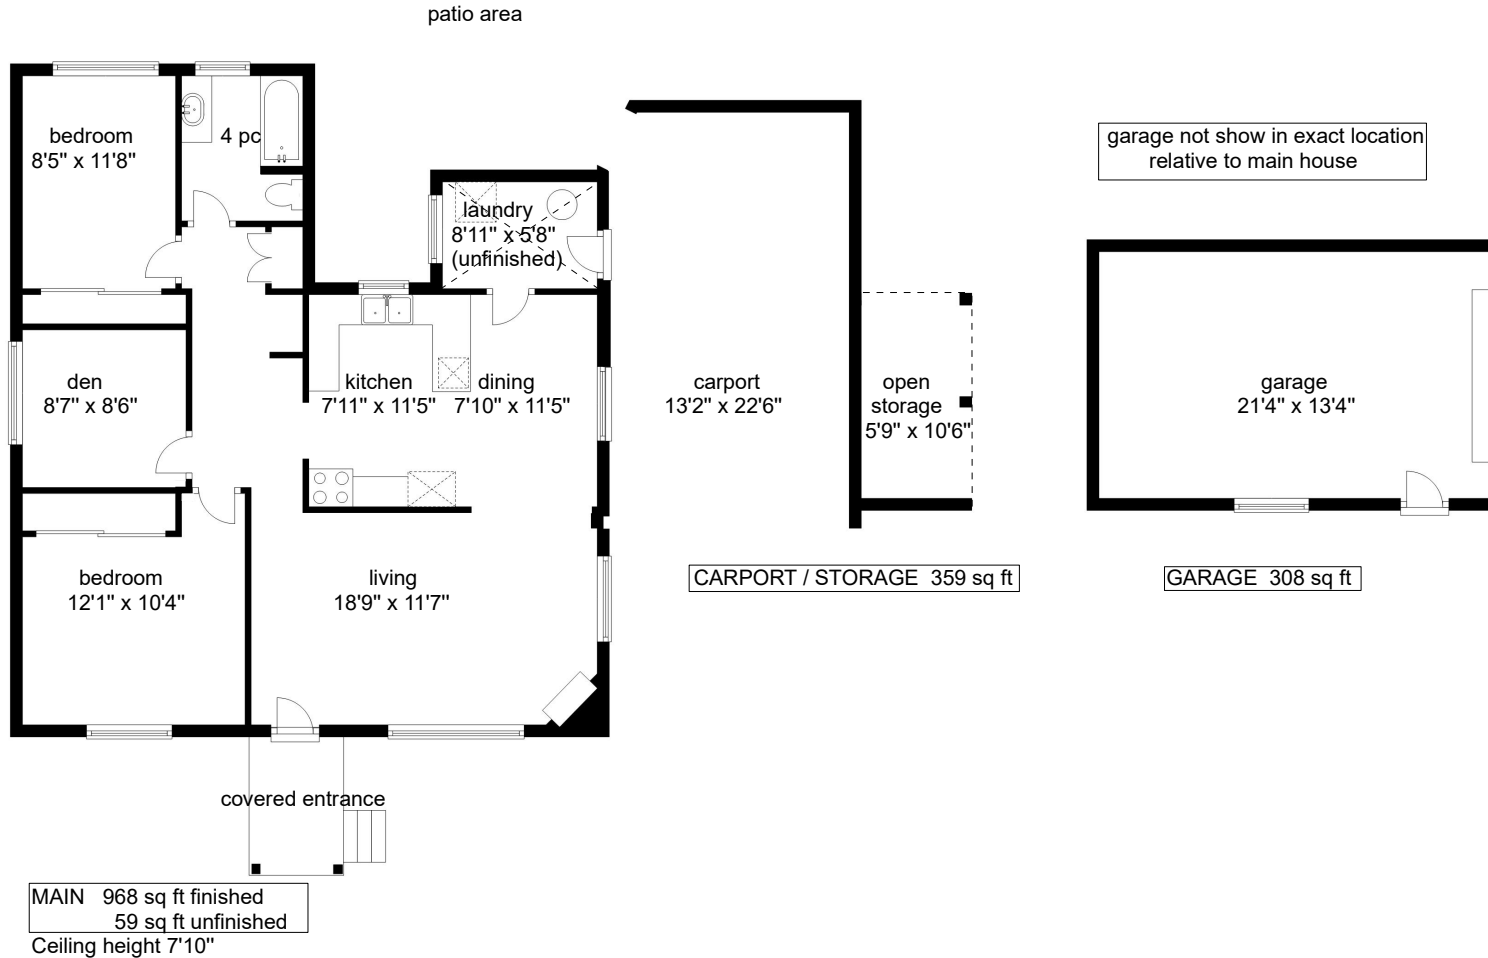 patio area
bedroom
8'5" x 11'8"
4 pc
garage not show in exact location
relative to main house
laundry
8'11" x 5'8"
(unfinished)
den
8'7" x 8'6"
kitchen
7'11" x 11'5"
dining
7'10" x 11'5"
carport
13'2" x 22'6"
open
storage
5'9" x 10'6"
garage
21'4" x 13'4"
bedroom
12'1" x 10'4"
living
18'9" x 11'7"
CARPORT / STORAGE 359 sq ft
GARAGE 308 sq ft
covered entrance
MAIN 968 sq ft finished
59 sq ft unfinished
Ceiling height 7'10"